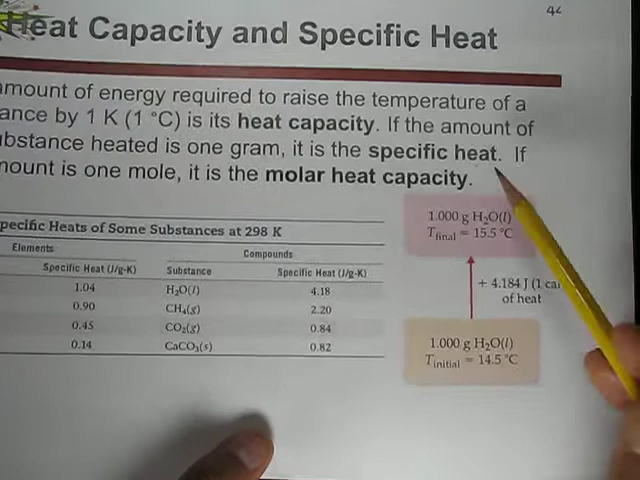 46
Heat Capacity and Specific Heat
amount of energy required to raise the temperature of a
ance by 1 K (1 °C) is its heat capacity. If the amount of
ubstance heated is one gram, it is the specific heat. If
mount is one mole, it is the molar heat capacity.
pecific Heats of Some Substances at 298 K
Elements Compounds
Specific Heat (J/g-K) Substance Specific Heat (J/g-K)
1.04 H₂O(l) 4.18
0.90 CH₄(g) 2.20
0.45 CO₂(g) 0.84
0.14 CaCO₃(s) 0.82
1.000 g H₂O(l)
Tfinal = 15.5 °C
+ 4.184 J (1 ca
of heat
1.000 g H₂O(l)
Tinitial = 14.5 °C